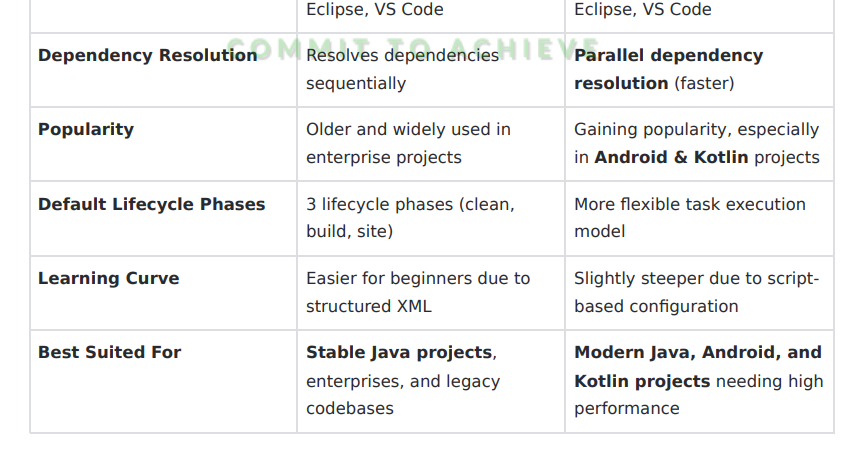 Eclipse, VS Code
Eclipse, VS Code
COMMIT TO ACHIEVE
Dependency Resolution
Resolves dependencies
sequentially
Parallel dependency
resolution (faster)
Popularity
Older and widely used in
enterprise projects
Gaining popularity, especially
in Android & Kotlin projects
Default Lifecycle Phases
3 lifecycle phases (clean,
build, site)
More flexible task execution
model
Learning Curve
Easier for beginners due to
structured XML
Slightly steeper due to script-
based configuration
Best Suited For
Stable Java projects,
enterprises, and legacy
codebases
Modern Java, Android, and
Kotlin projects needing high
performance